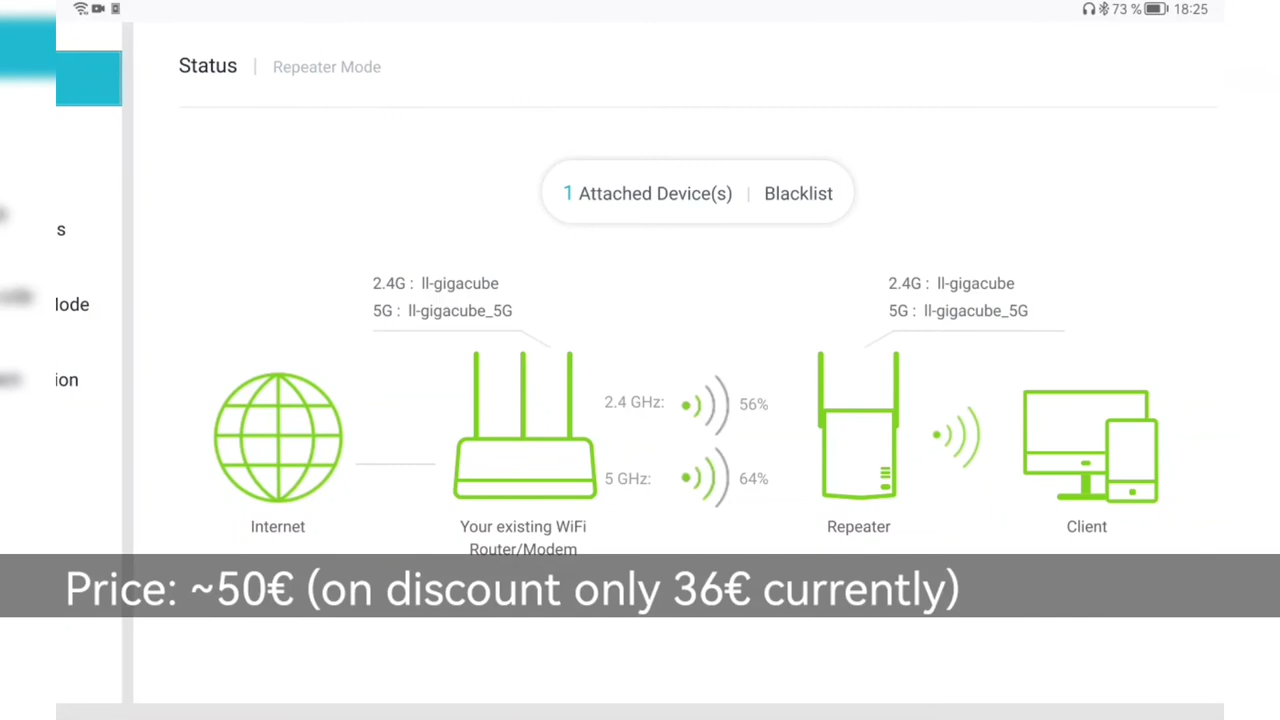 73 % 18:25
Status | Repeater Mode
1 Attached Device(s) | Blacklist
s
lode
ion
2.4G : ll-gigacube
5G : ll-gigacube_5G
2.4G : ll-gigacube
5G : ll-gigacube_5G
2.4 GHz: 56%
5 GHz: 64%
Internet
Your existing WiFi
Router/Modem
Repeater
Client
Price: ~50€ (on discount only 36€ currently)